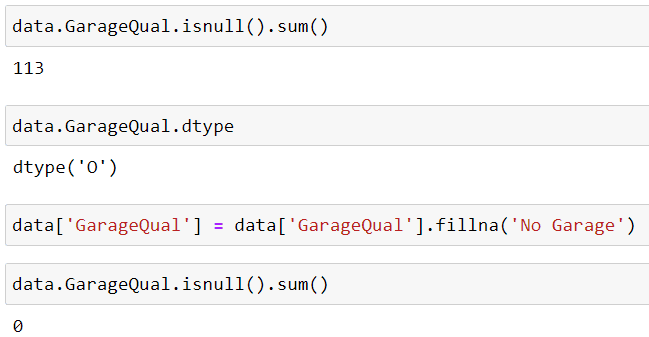 data.GarageQual.isnull().sum()
113
data.GarageQual.dtype
dtype('O')
data['GarageQual'] = data['GarageQual'].fillna('No Garage')
data.GarageQual.isnull().sum()
0